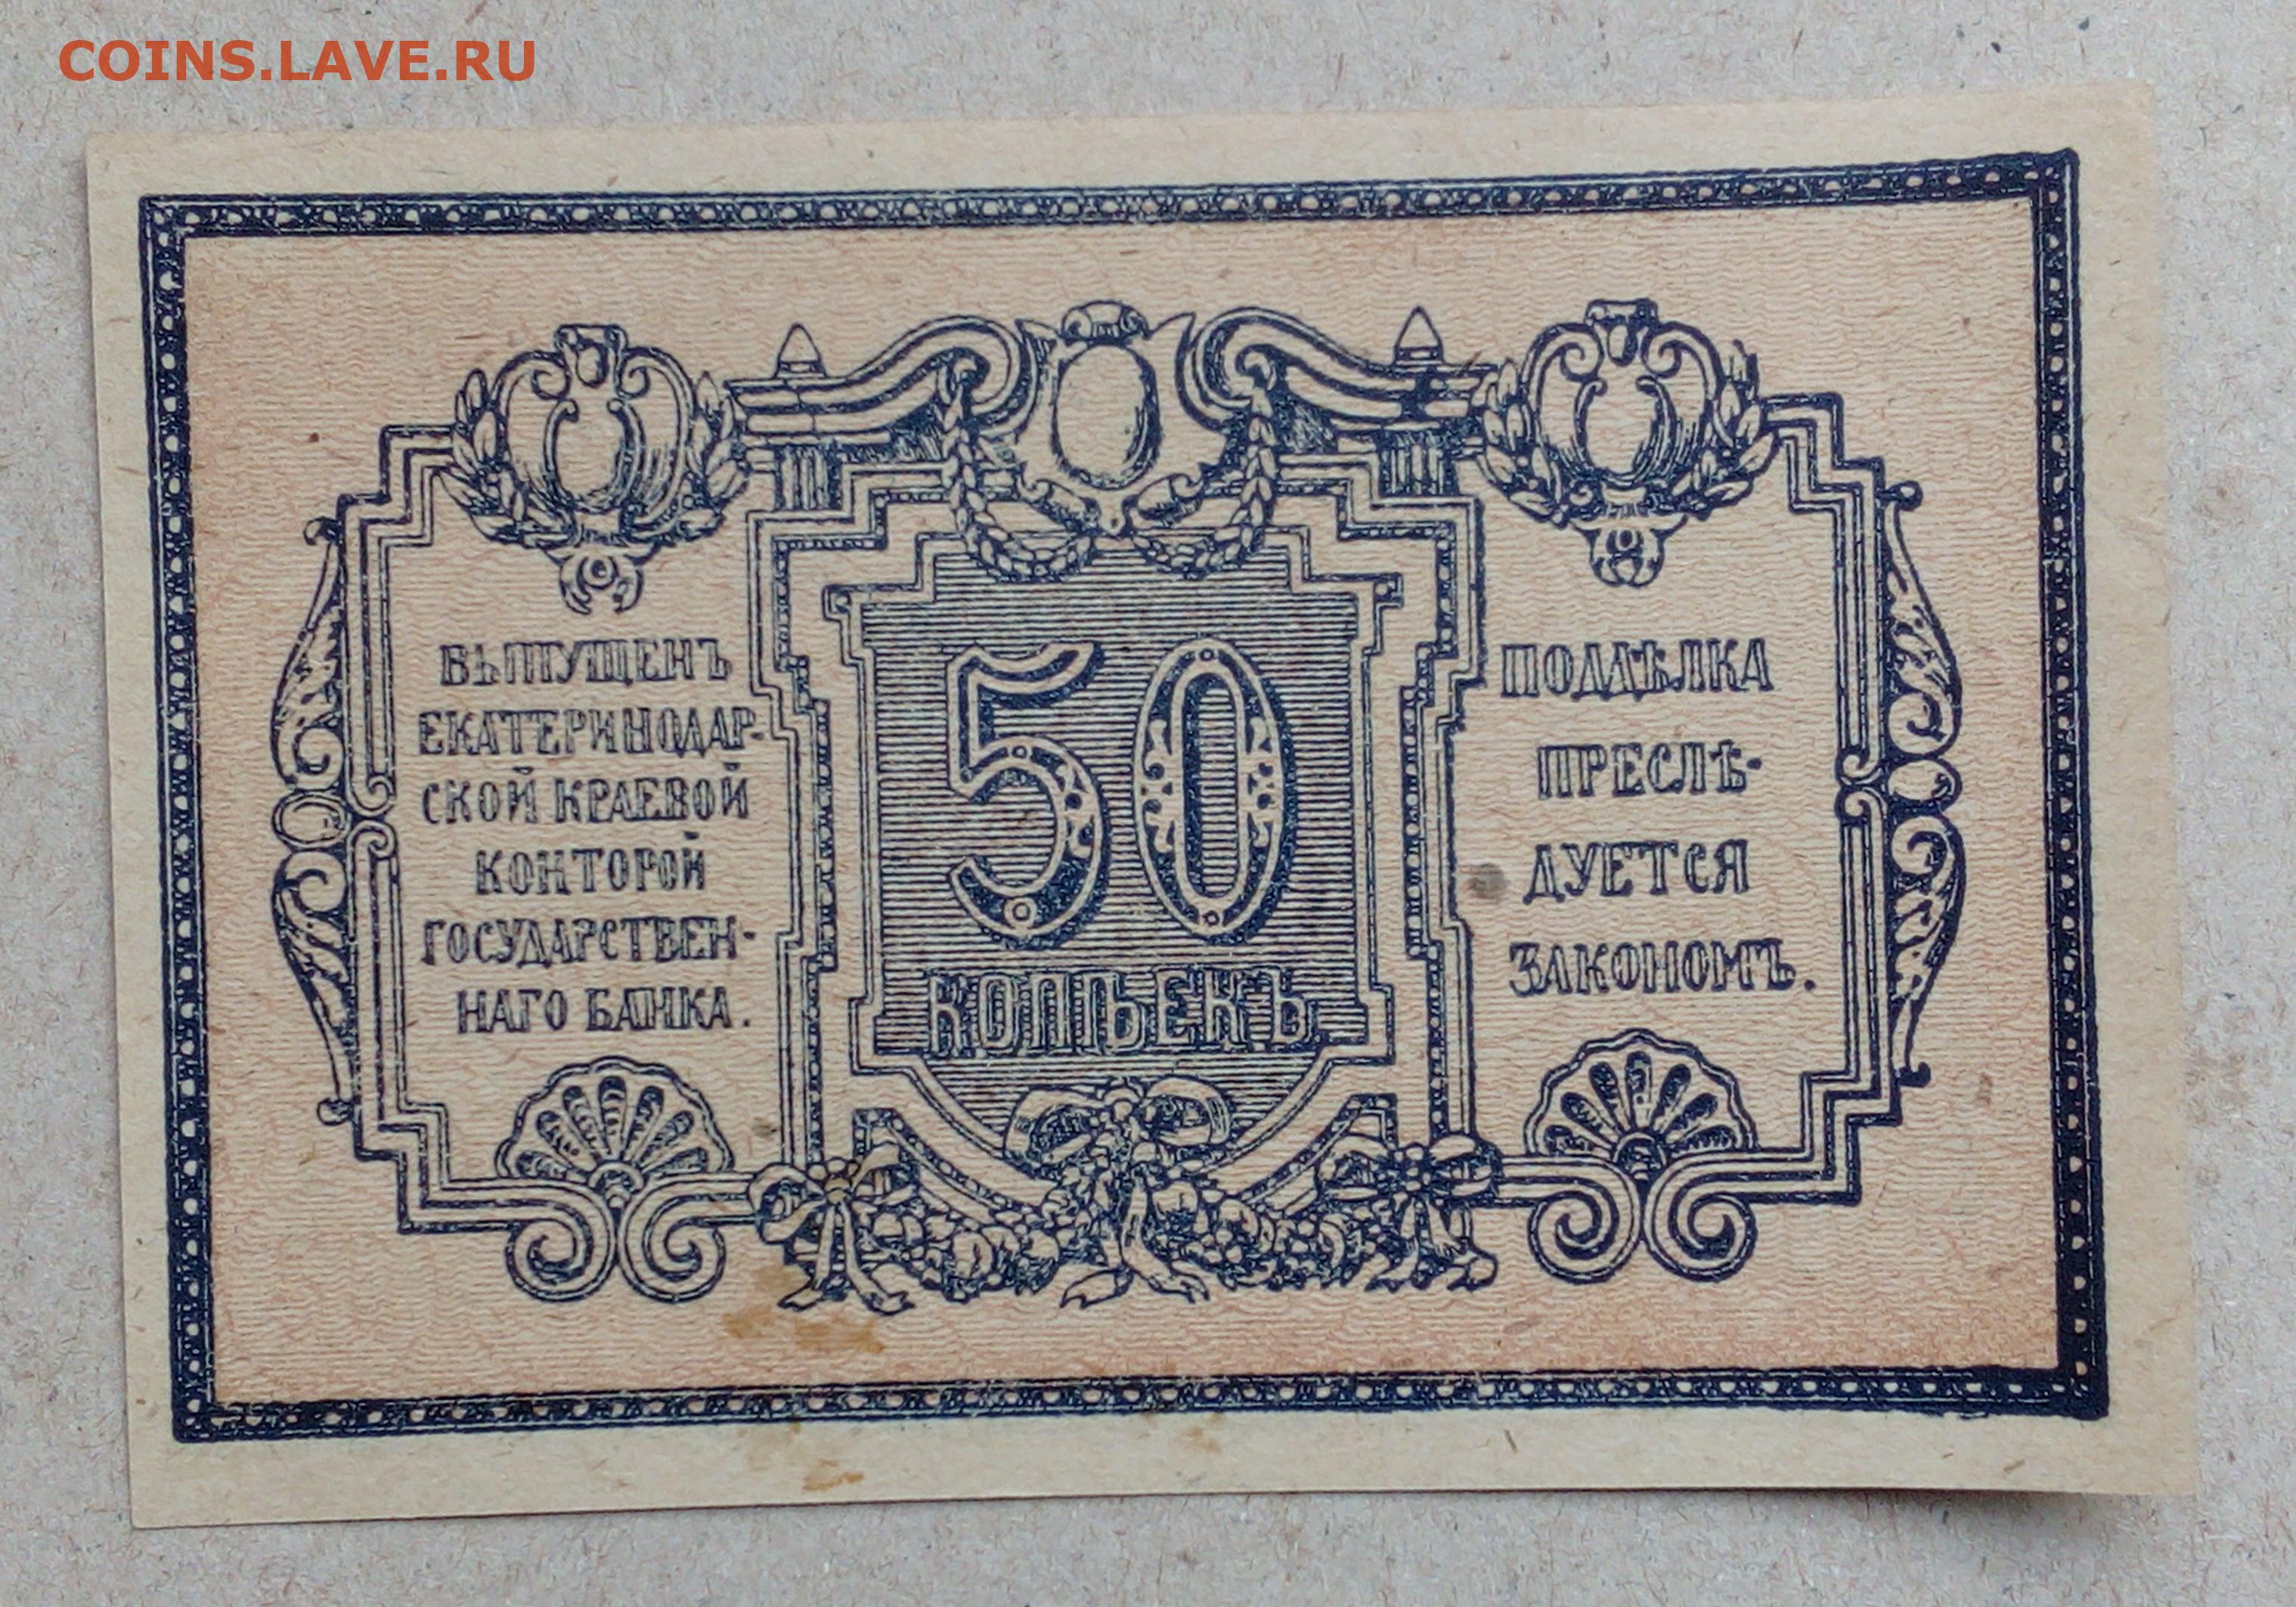 COINS.LAVE.RU
ВЫПУЩЕНЪ
ЕКАТЕРИНОДАР-
СКОЙ КРАЕВОЙ
КОНТОРОЙ
ГОСУДАРСТВЕН-
НАГО БАНКА.
50
КОПѢЕКЪ
ПОДДѢЛКА
ПРЕСЛѢ-
ДУЕТСЯ
ЗАКОНОМЪ.